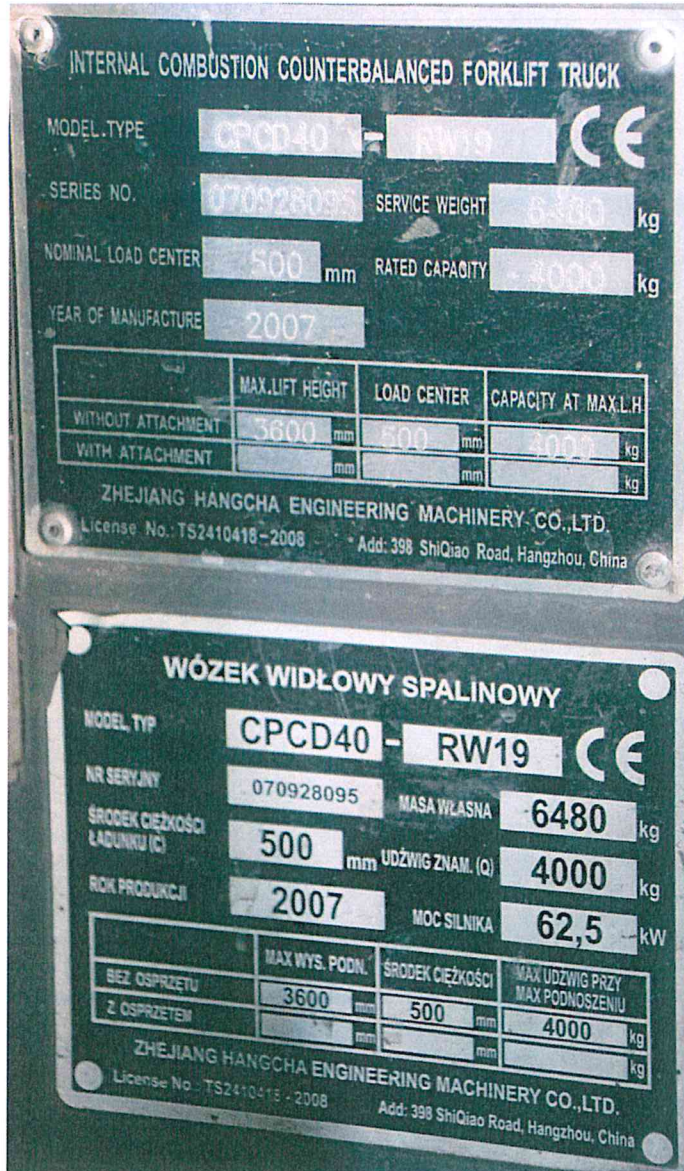 INTERNAL COMBUSTION COUNTERBALANCED FORKLIFT TRUCK
MODEL.TYPE CPCD40 - RW19 CE
SERIES NO. 070928095 SERVICE WEIGHT 6480 kg
NOMINAL LOAD CENTER 500 mm RATED CAPACITY 4000 kg
YEAR OF MANUFACTURE 2007
MAX.LIFT HEIGHT LOAD CENTER CAPACITY AT MAX.L.H
WITHOUT ATTACHMENT 3600 mm 500 mm 4000 kg
WITH ATTACHMENT mm mm kg
ZHEJIANG HANGCHA ENGINEERING MACHINERY CO.,LTD.
License No.: TS2410418-2008 Add: 398 ShiQiao Road, Hangzhou, China
WÓZEK WIDŁOWY SPALINOWY
MODEL, TYP CPCD40 - RW19 CE
NR SERYJNY 070928095 MASA WŁASNA 6480 kg
ŚRODEK CIĘŻKOŚCI
ŁADUNKU (C) 500 mm UDŹWIG ZNAM. (Q) 4000 kg
ROK PRODUKCJI 2007 MOC SILNIKA 62,5 kW
MAX WYS. PODN. ŚRODEK CIĘŻKOŚCI MAX UDŹWIG PRZY
MAX PODNOSZENIU
BEZ OSPRZĘTU 3600 mm 500 mm 4000 kg
Z OSPRZĘTEM mm mm kg
ZHEJIANG HANGCHA ENGINEERING MACHINERY CO.,LTD.
License No.: TS2410418 - 2008 Add: 398 ShiQiao Road, Hangzhou, China